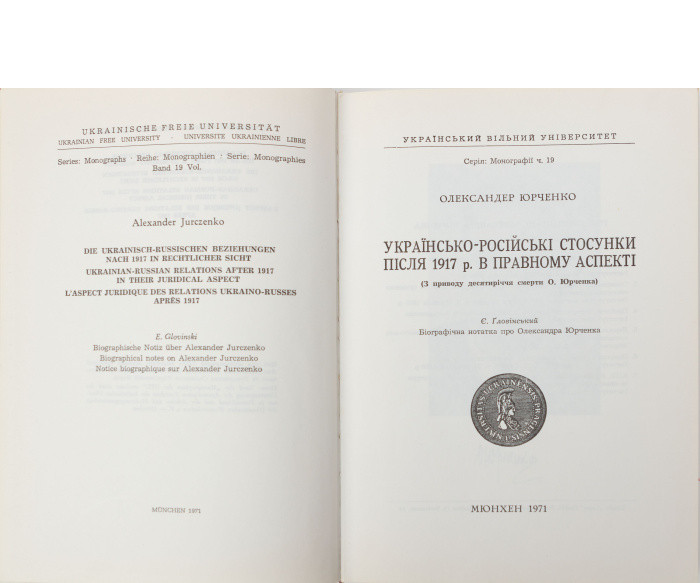 UKRAINISCHE FREIE UNIVERSITÄT
UKRAINIAN FREE UNIVERSITY · UNIVERSITE UKRAINIENNE LIBRE
Series: Monographs · Reihe: Monographien · Serie: Monographies
Band 19 Vol.
Alexander Jurczenko
DIE UKRAINISCH-RUSSISCHEN BEZIEHUNGEN
NACH 1917 IN RECHTLICHER SICHT
UKRAINIAN-RUSSIAN RELATIONS AFTER 1917
IN THEIR JURIDICAL ASPECT
L'ASPECT JURIDIQUE DES RELATIONS UKRAINO-RUSSES
APRÈS 1917
E. Glovinski
Biographische Notiz über Alexander Jurczenko
Biographical notes on Alexander Jurczenko
Notice biographique sur Alexander Jurczenko
MÜNCHEN 1971
УКРАЇНСЬКИЙ ВІЛЬНИЙ УНІВЕРСИТЕТ
Серія: Монографії ч. 19
ОЛЕКСАНДЕР ЮРЧЕНКО
УКРАЇНСЬКО-РОСІЙСЬКІ СТОСУНКИ
ПІСЛЯ 1917 р. В ПРАВНОМУ АСПЕКТІ
(З приводу десятиріччя смерти О. Юрченка)
Є. Гловінський
Біографічна нотатка про Олександра Юрченка
UNIVERSITAS UCRAINENSIS PRAGENSIS
МЮНХЕН 1971